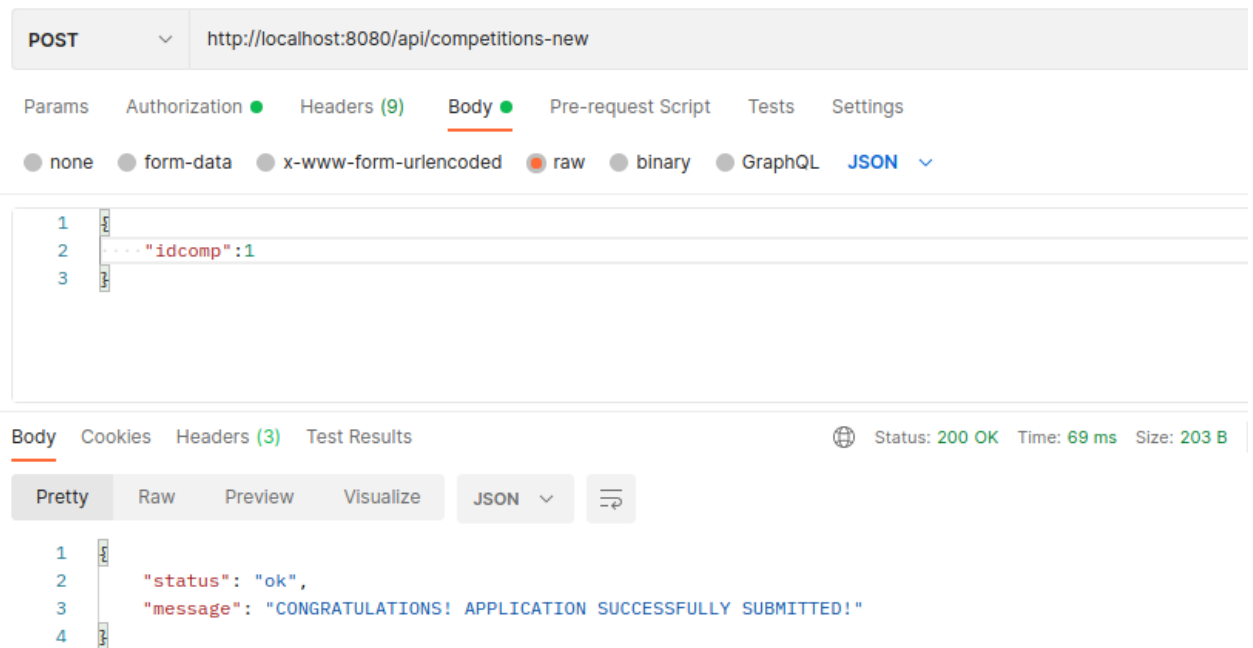 POST http://localhost:8080/api/competitions-new
Params Authorization Headers (9) Body Pre-request Script Tests Settings
none form-data x-www-form-urlencoded raw binary GraphQL JSON
1 {
2 "idcomp":1
3 }
Body Cookies Headers (3) Test Results Status: 200 OK Time: 69 ms Size: 203 B
Pretty Raw Preview Visualize JSON
1 {
2 "status": "ok",
3 "message": "CONGRATULATIONS! APPLICATION SUCCESSFULLY SUBMITTED!"
4 }